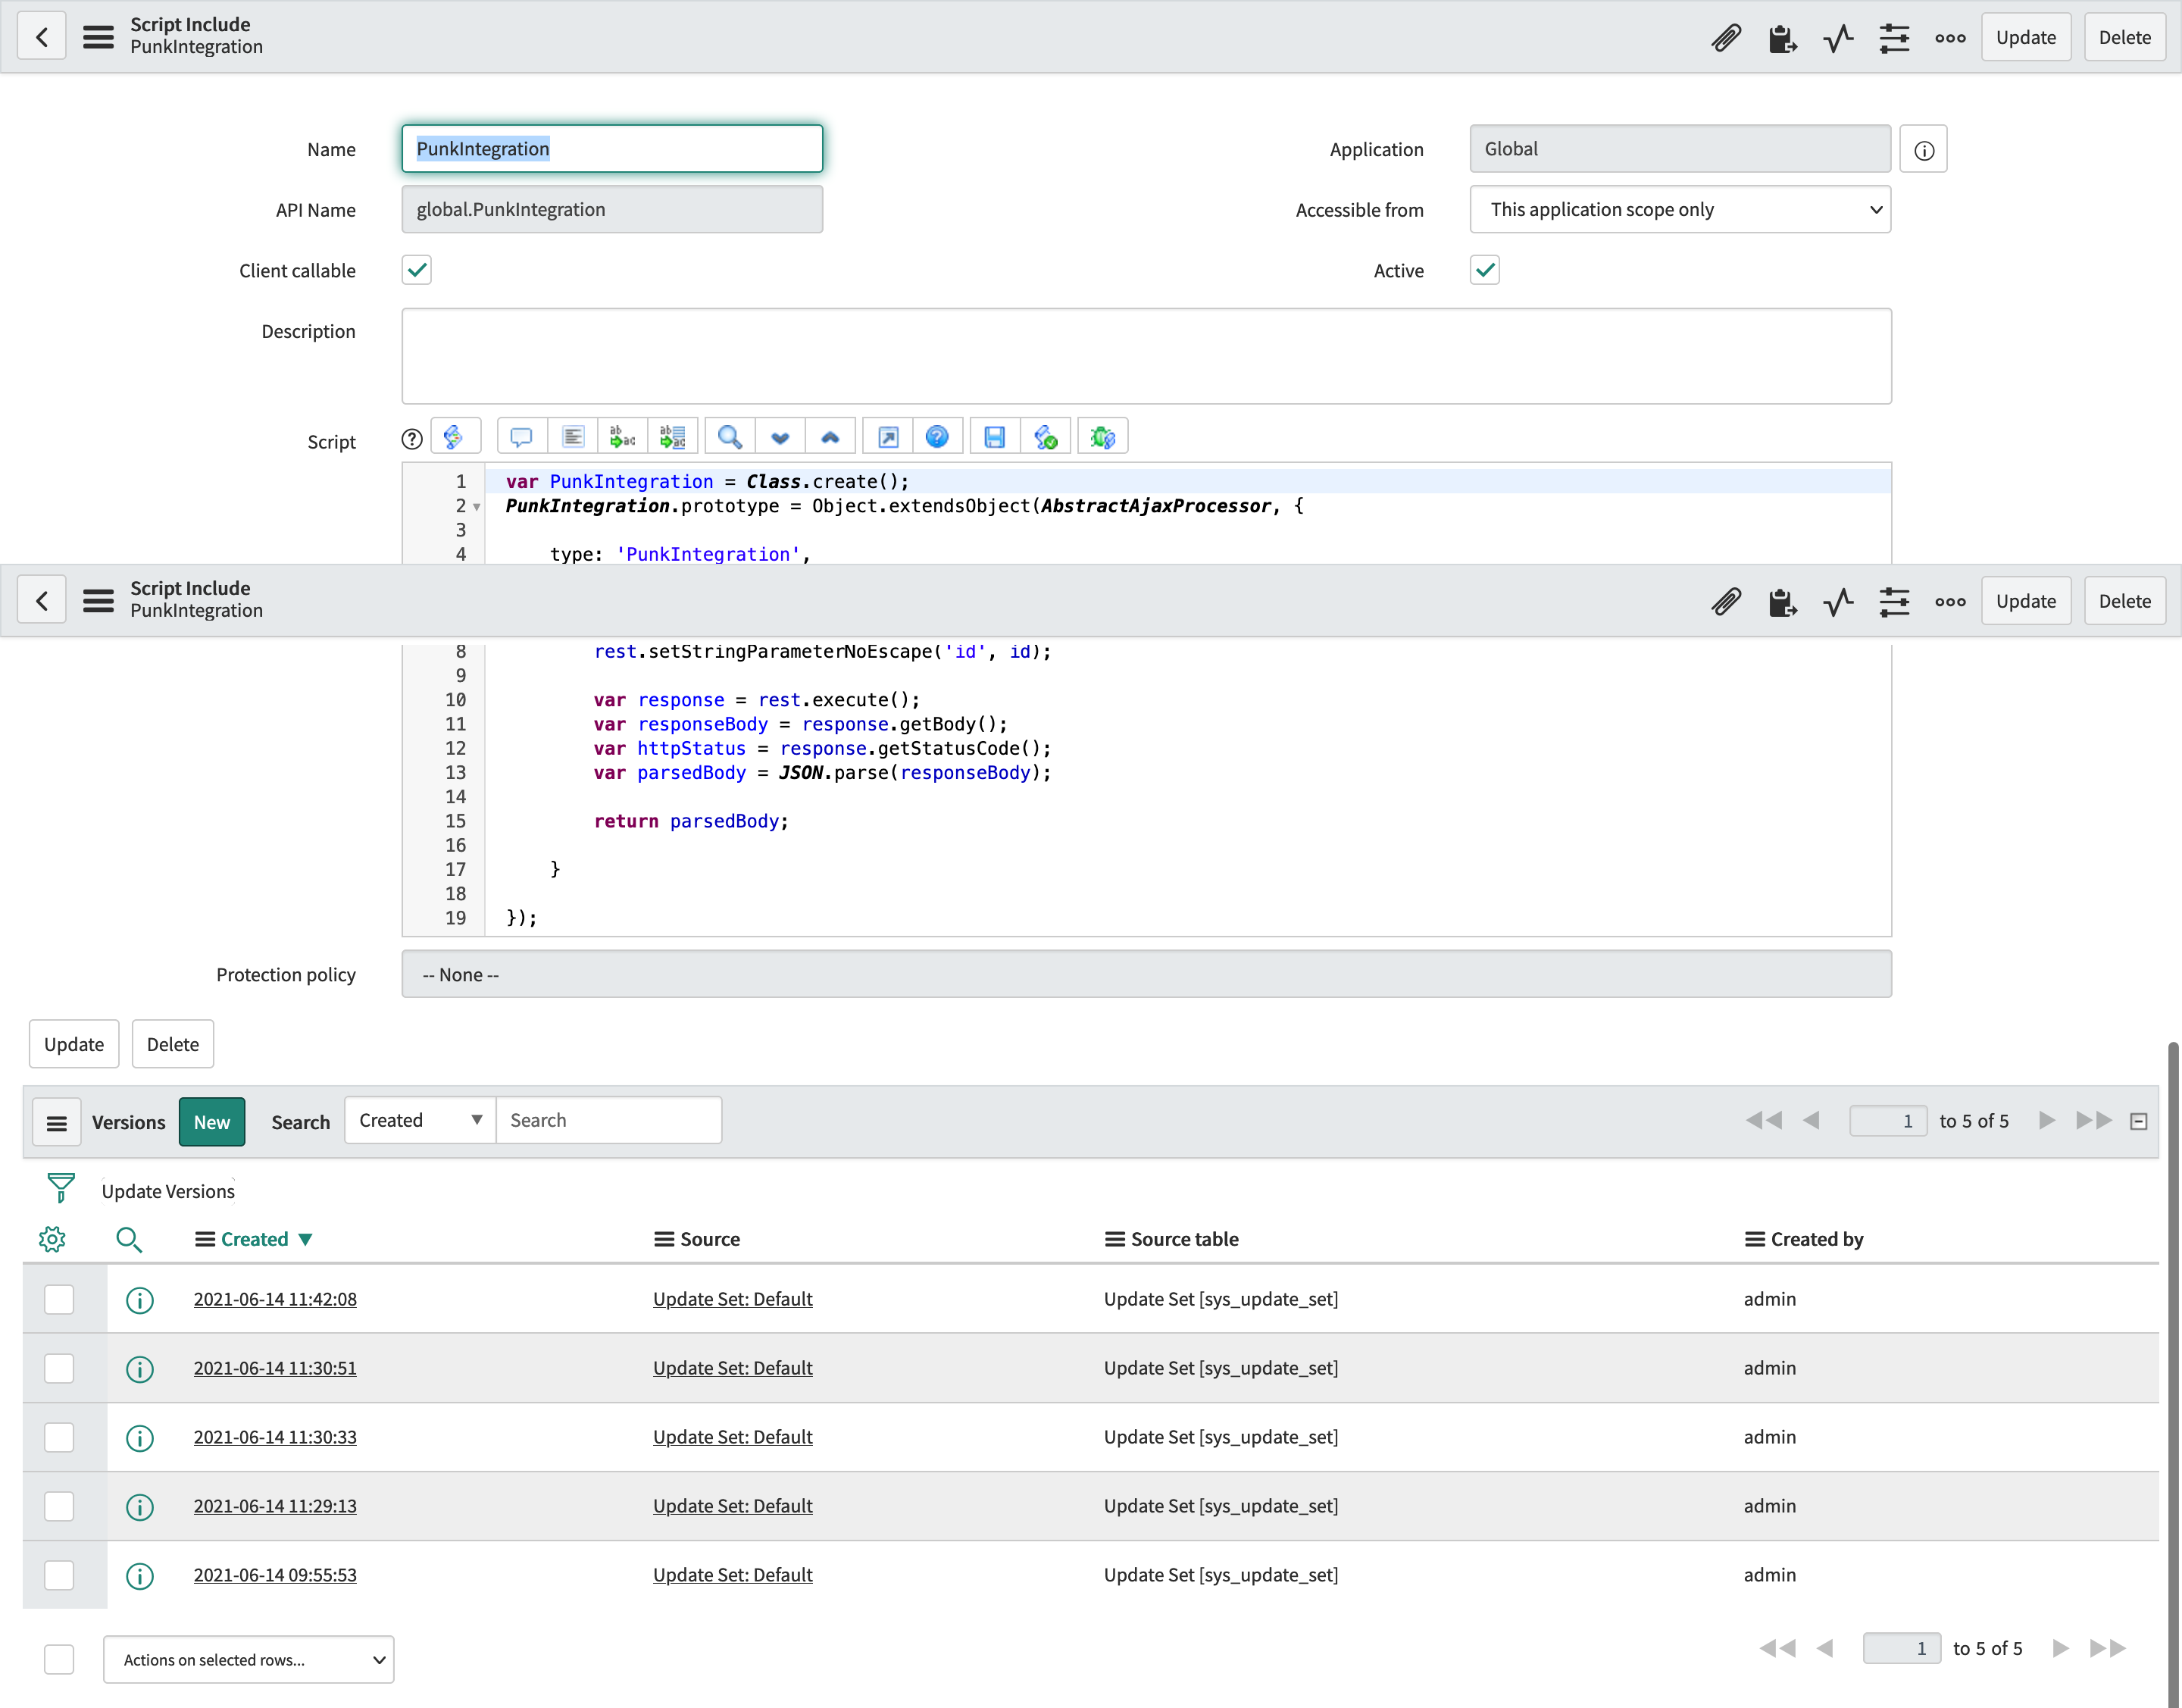 Script Include
PunkIntegration
Update
Delete
Name
PunkIntegration
Application
Global
API Name
global.PunkIntegration
Accessible from
This application scope only
Client callable
Active
Description
Script
1 var PunkIntegration = Class.create();
2 PunkIntegration.prototype = Object.extendsObject(AbstractAjaxProcessor, {
3
4 type: 'PunkIntegration',
Script Include
PunkIntegration
Update
Delete
8 rest.setStringParameterNoEscape('id', id);
9
10 var response = rest.execute();
11 var responseBody = response.getBody();
12 var httpStatus = response.getStatusCode();
13 var parsedBody = JSON.parse(responseBody);
14
15 return parsedBody;
16
17 }
18
19 });
Protection policy
-- None --
Update
Delete
Versions New Search Created Search 1 to 5 of 5
Update Versions
Created Source Source table Created by
2021-06-14 11:42:08 Update Set: Default Update Set [sys_update_set] admin
2021-06-14 11:30:51 Update Set: Default Update Set [sys_update_set] admin
2021-06-14 11:30:33 Update Set: Default Update Set [sys_update_set] admin
2021-06-14 11:29:13 Update Set: Default Update Set [sys_update_set] admin
2021-06-14 09:55:53 Update Set: Default Update Set [sys_update_set] admin
Actions on selected rows... 1 to 5 of 5